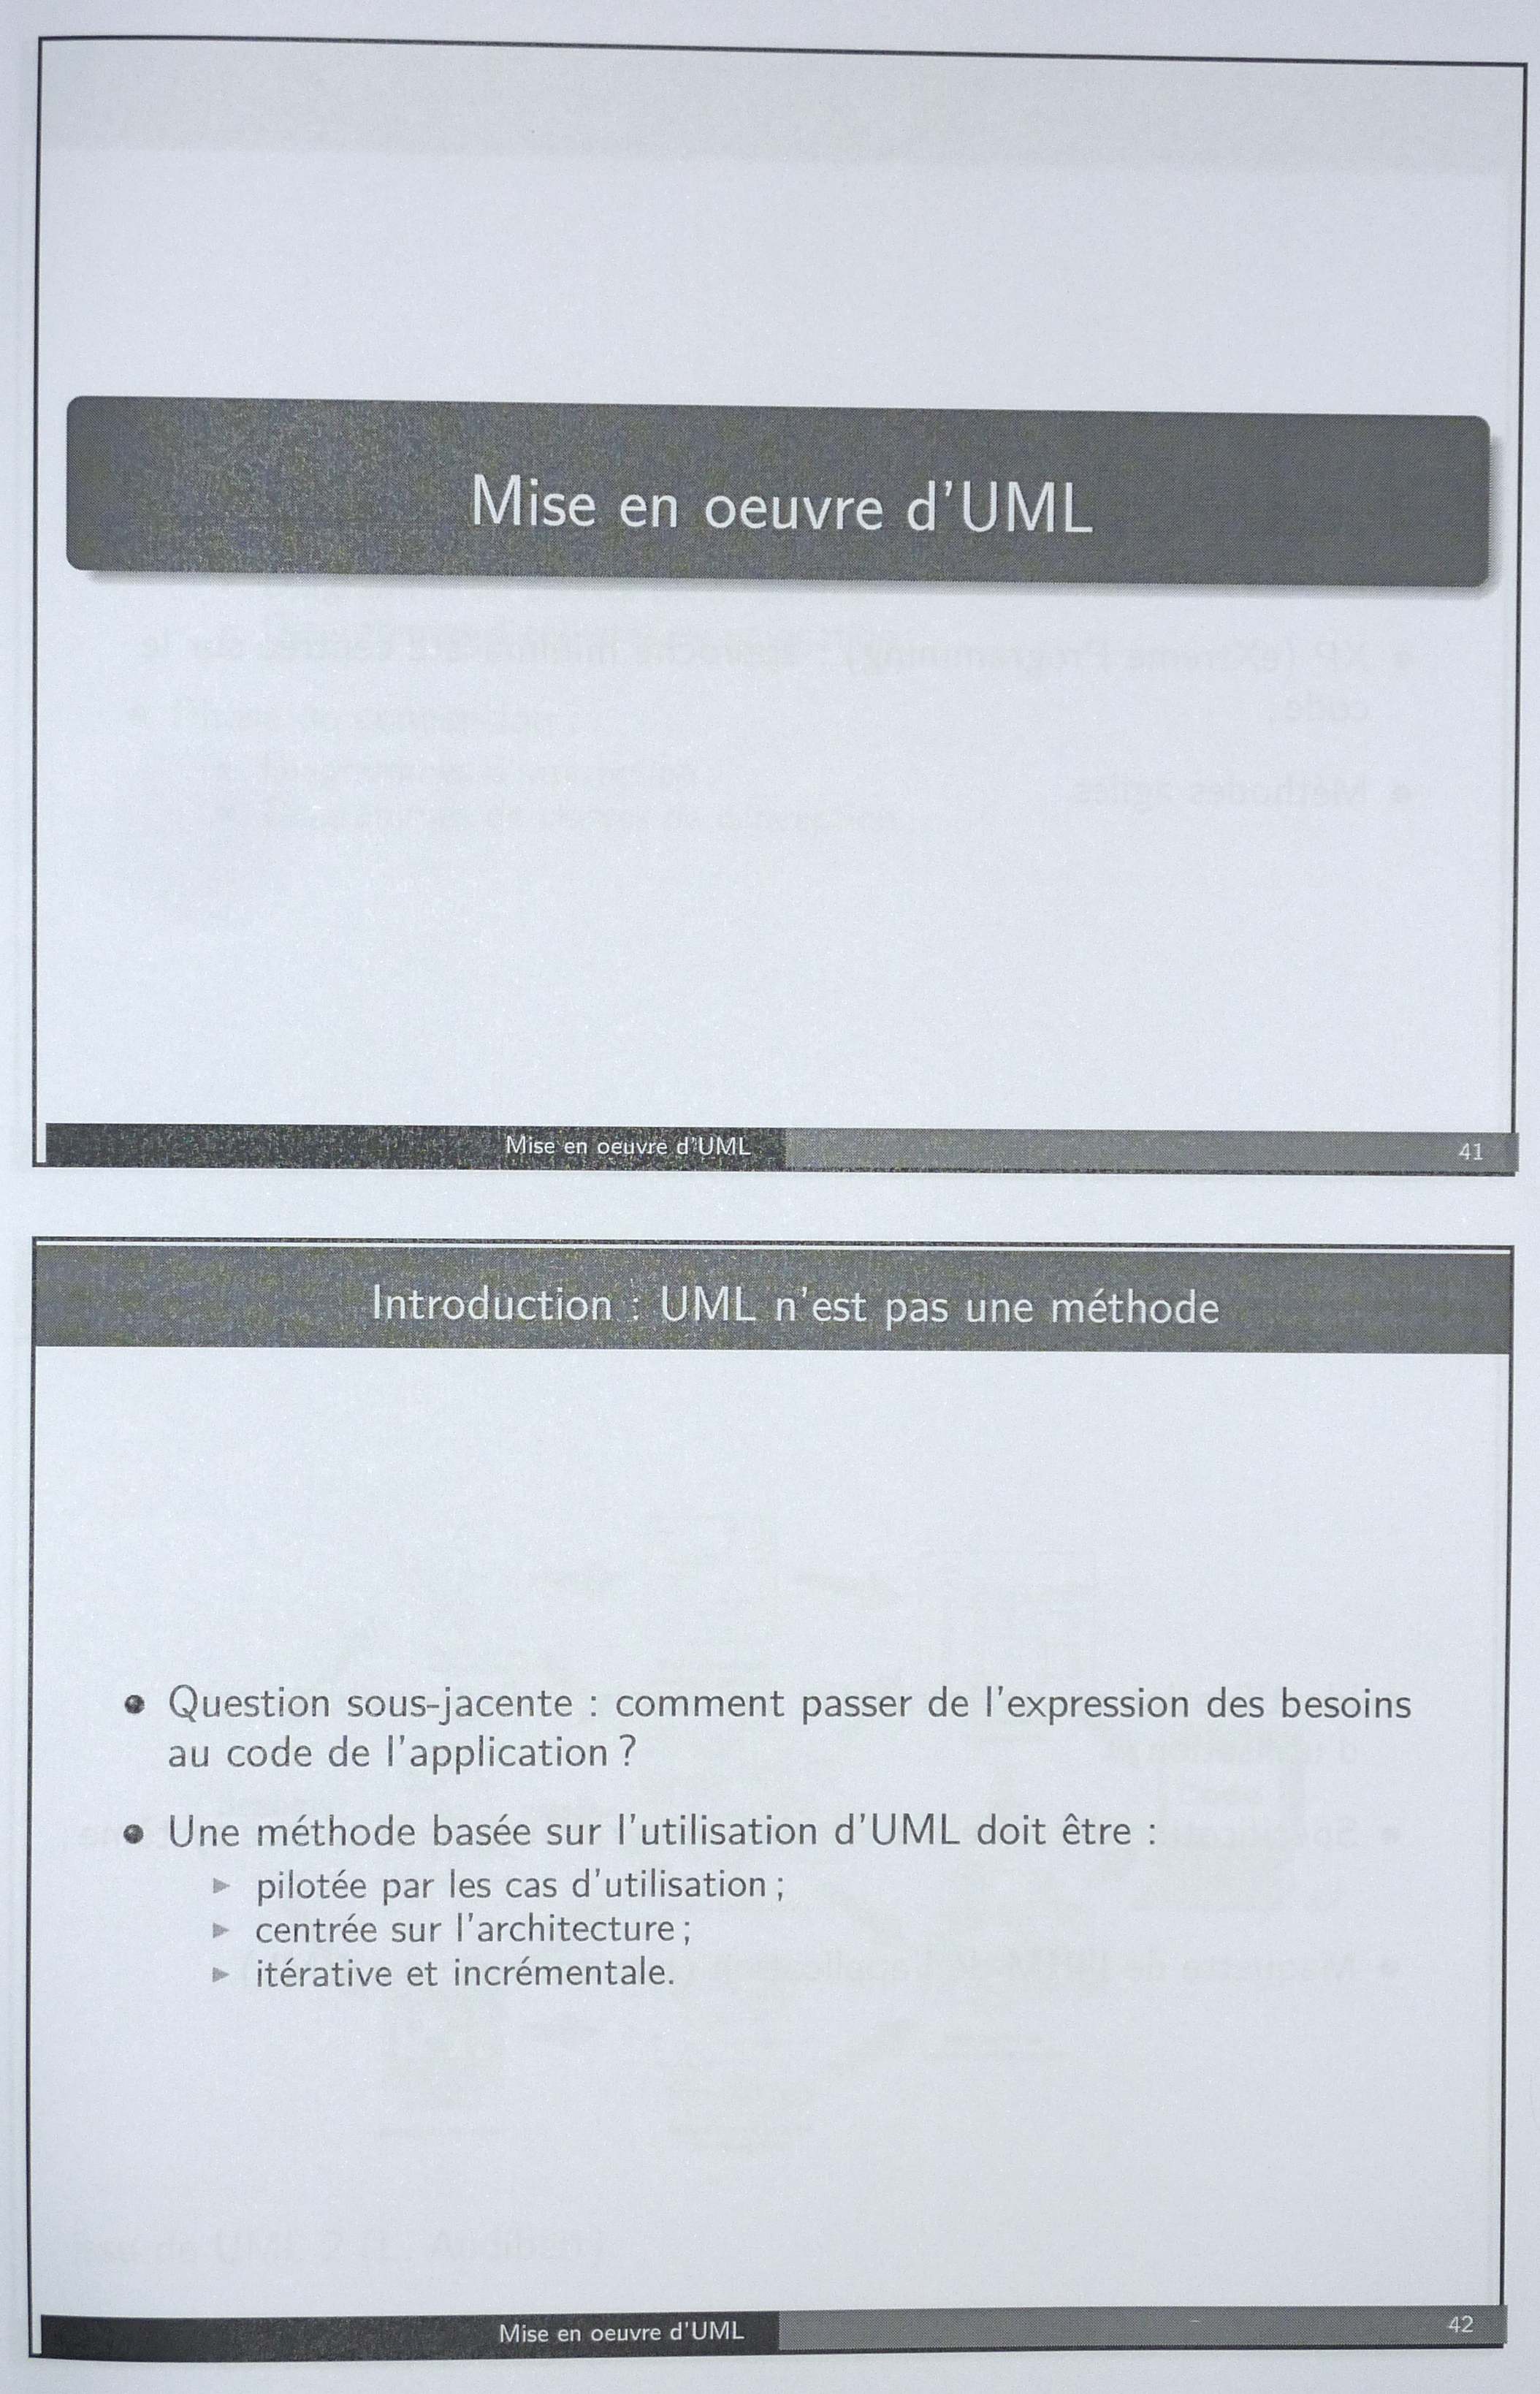 Mise en oeuvre d'UML
Mise en oeuvre d'UML
41
Introduction : UML n'est pas une méthode
● Question sous-jacente : comment passer de l'expression des besoins
au code de l'application ?
● Une méthode basée sur l'utilisation d'UML doit être :
► pilotée par les cas d'utilisation ;
► centrée sur l'architecture ;
► itérative et incrémentale.
Mise en oeuvre d'UML
42